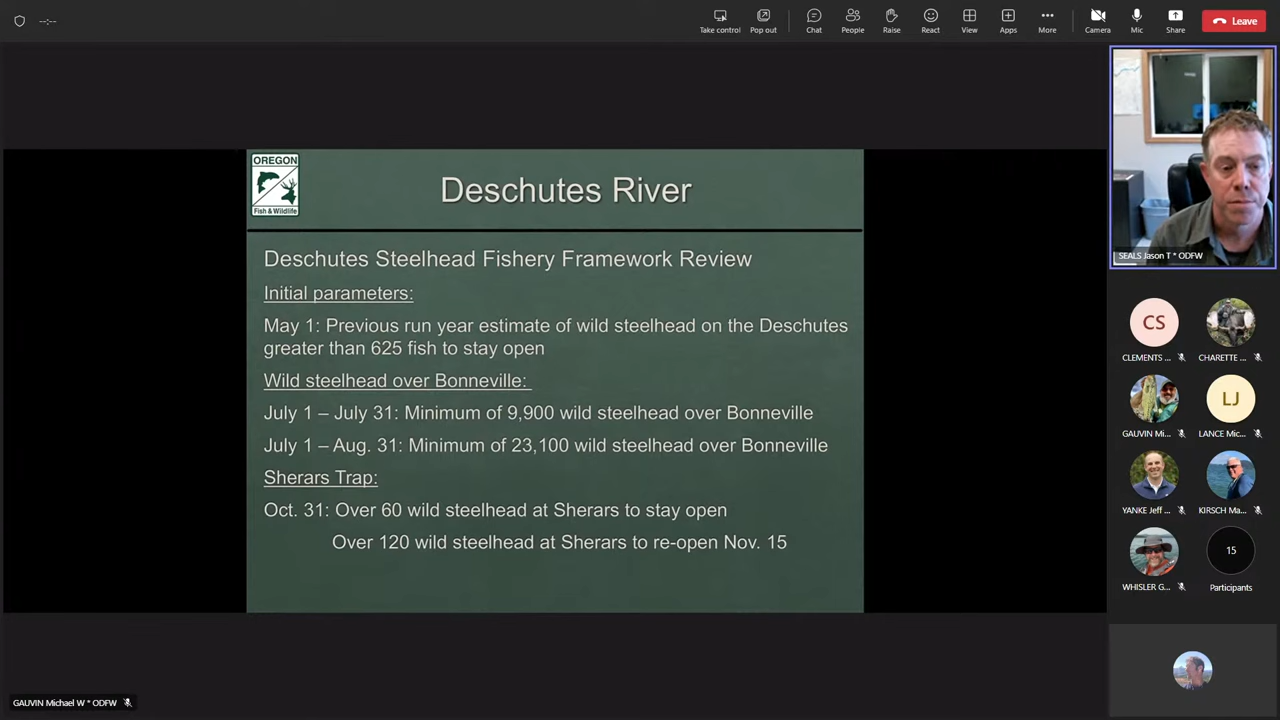 --:--
Take control
Pop out
Chat
People
Raise
React
View
Apps
More
Camera
Mic
Share
Leave
OREGON
Fish & Wildlife
Deschutes River
Deschutes Steelhead Fishery Framework Review
Initial parameters:
May 1: Previous run year estimate of wild steelhead on the Deschutes
greater than 625 fish to stay open
Wild steelhead over Bonneville:
July 1 – July 31: Minimum of 9,900 wild steelhead over Bonneville
July 1 – Aug. 31: Minimum of 23,100 wild steelhead over Bonneville
Sherars Trap:
Oct. 31: Over 60 wild steelhead at Sherars to stay open
Over 120 wild steelhead at Sherars to re-open Nov. 15
SEALS Jason T * ODFW
CS
CLEMENTS ...
CHARETTE ...
GAUVIN Mi...
LJ
LANCE Mic...
YANKE Jeff ...
KIRSCH Ma...
WHISLER G...
15
Participants
GAUVIN Michael W * ODFW